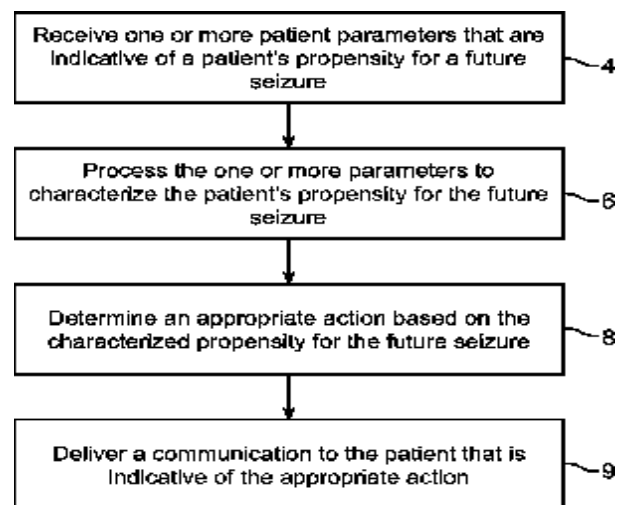 Receive one or more patient parameters that are
indicative of a patient's propensity for a future
seizure
4
Process the one or more parameters to
characterize the patient's propensity for the future
seizure
6
Determine an appropriate action based on the
characterized propensity for the future seizure
8
Deliver a communication to the patient that is
indicative of the appropriate action
9